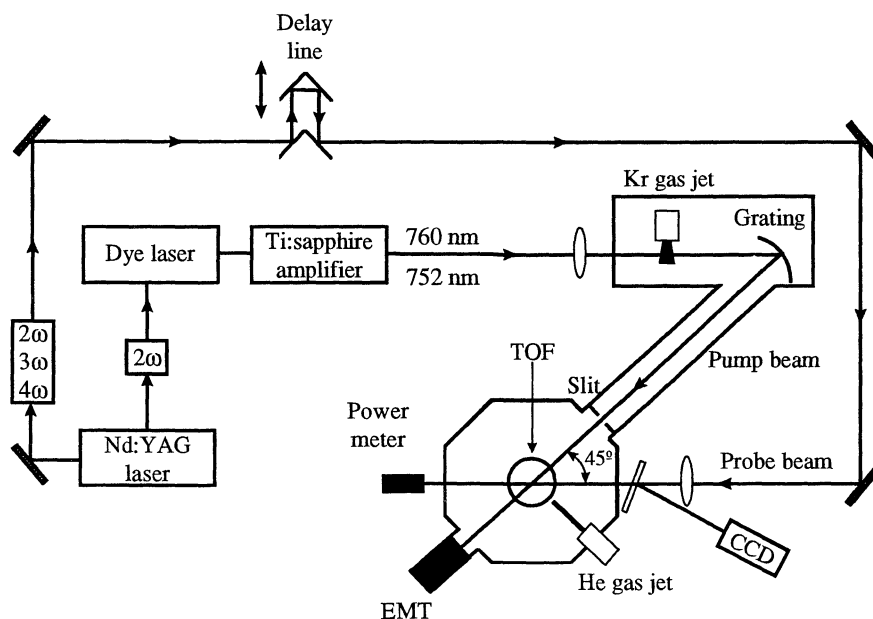 Delay
line
Kr gas jet
Grating
Dye laser
Ti:sapphire
amplifier
760 nm
752 nm
2ω
3ω
4ω
2ω
TOF
Slit
Pump beam
Power
meter
Nd:YAG
laser
45º
Probe beam
CCD
He gas jet
EMT